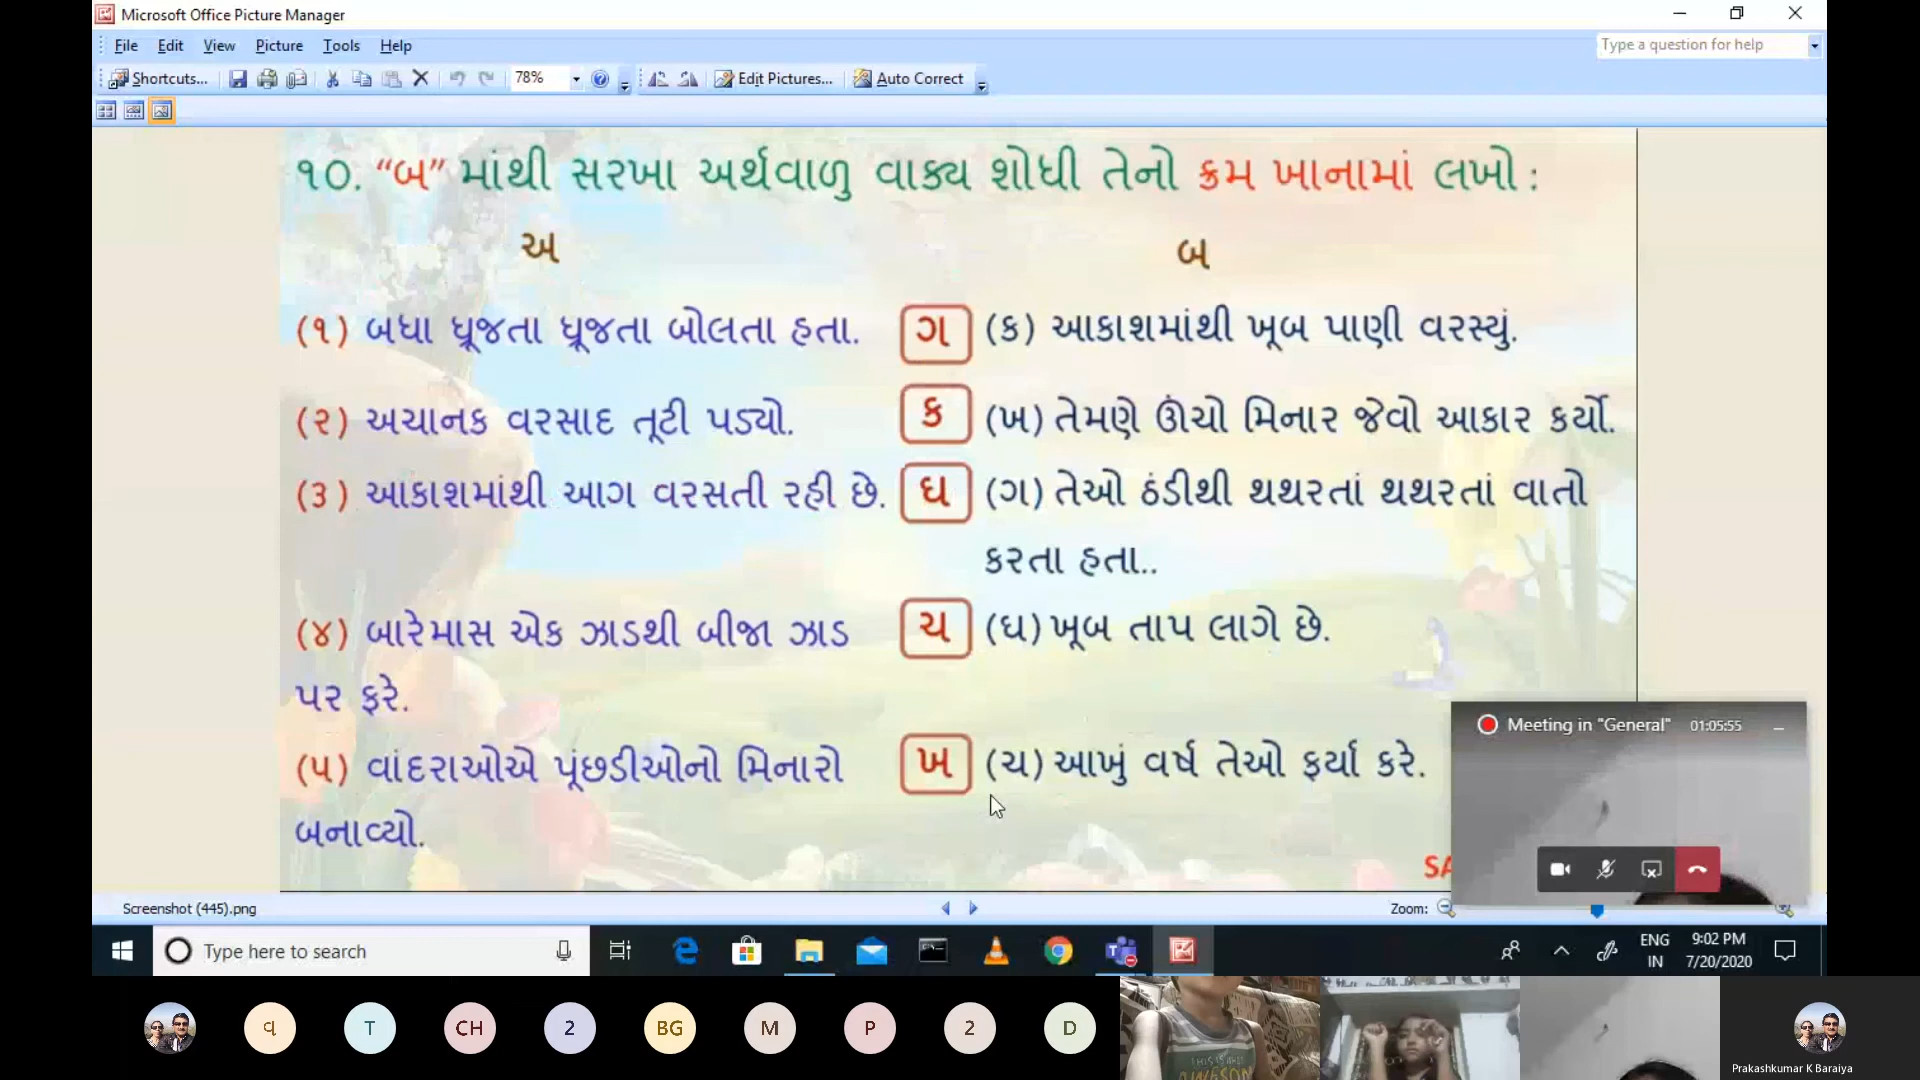 Microsoft Office Picture Manager
File Edit View Picture Tools Help
Type a question for help
Shortcuts... 78% Edit Pictures... Auto Correct
૧૦. “બ” માંથી સરખા અર્થવાળુ વાક્ય શોધી તેનો ક્રમ ખાનામાં લખો :
અ બ
(૧) બધા ધ્રૂજતા ધ્રૂજતા બોલતા હતા. ગ (ક) આકાશમાંથી ખૂબ પાણી વરસ્યું.
(૨) અચાનક વરસાદ તૂટી પડ્યો. ક (ખ) તેમણે ઊંચો મિનાર જેવો આકાર કર્યો.
(૩) આકાશમાંથી આગ વરસતી રહી છે. ઘ (ગ) તેઓ ઠંડીથી થથરતાં થથરતાં વાતો
કરતા હતા..
(૪) બારેમાસ એક ઝાડથી બીજા ઝાડ ચ (ઘ) ખૂબ તાપ લાગે છે.
પર ફરે.
(૫) વાંદરાઓએ પૂંછડીઓનો મિનારો ખ (ચ) આખું વર્ષ તેઓ ફર્યા કરે.
બનાવ્યો.
SA
Meeting in "General" 01:05:55
Screenshot (445).png Zoom:
Type here to search ENG 9:02 PM
IN 7/20/2020
વ T CH 2 BG M P 2 D
THIS IS WHAT
AWESOME
Prakashkumar K Baraiya